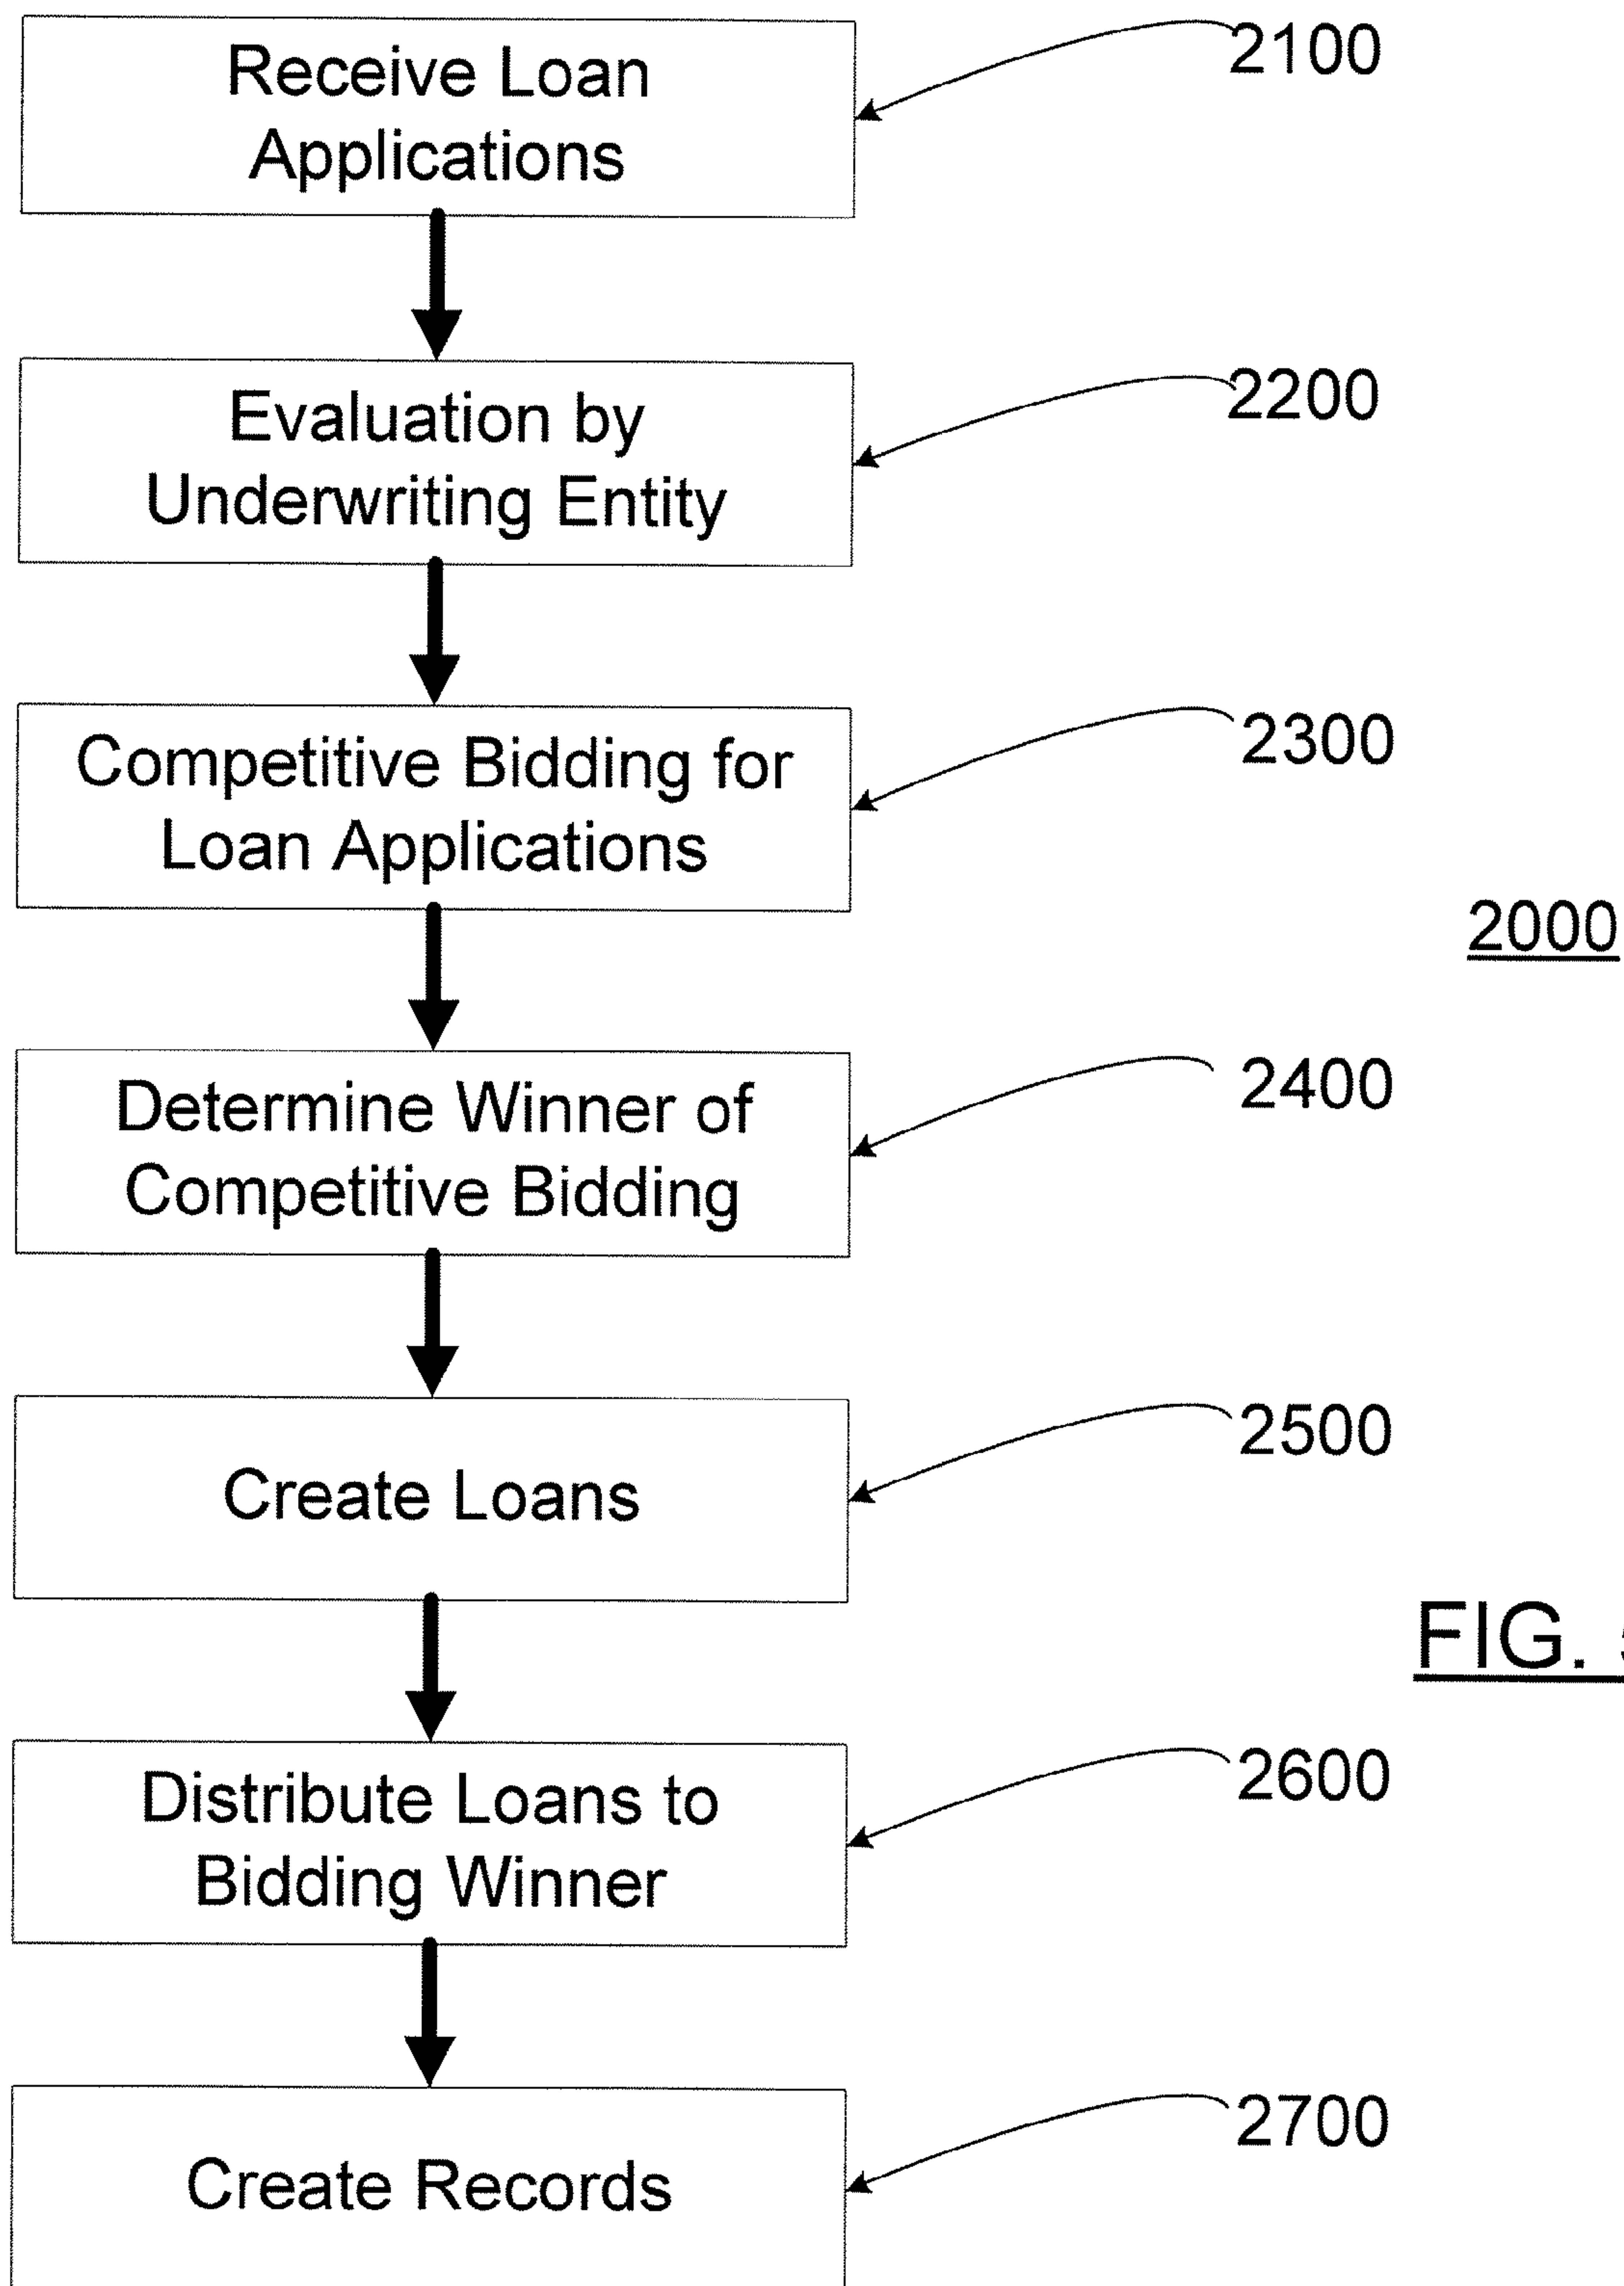 Receive Loan
Applications
2100
Evaluation by
Underwriting Entity
2200
Competitive Bidding for
Loan Applications
2300
2000
Determine Winner of
Competitive Bidding
2400
Create Loans
2500
FIG.
Distribute Loans to
Bidding Winner
2600
Create Records
2700